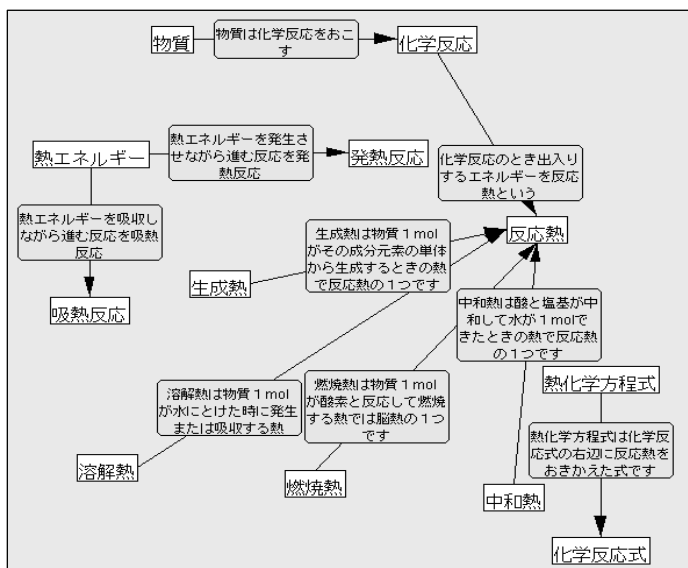 物質
物質は化学反応をおこ
す
化学反応
熱エネルギー
熱エネルギーを発生さ
せながら進む反応を発
熱反応
発熱反応
化学反応のとき出入り
するエネルギーを反応
熱という
熱エネルギーを吸収し
ながら進む反応を吸熱
反応
吸熱反応
生成熱は物質1mol
がその成分元素の単体
から生成するときの熱
で反応熱の1つです
反応熱
生成熱
中和熱は酸と塩基が中
和して水が1molで
きたときの熱で反応熱
の1つです
溶解熱は物質1mol
が水にとけた時に発生
または吸収する熱
燃焼熱は物質1mol
が酸素と反応して燃焼
する熱では脳熱の1つ
です
熱化学方程式
熱化学方程式は化学反
応式の右辺に反応熱を
おきかえた式です
溶解熱
燃焼熱
中和熱
化学反応式